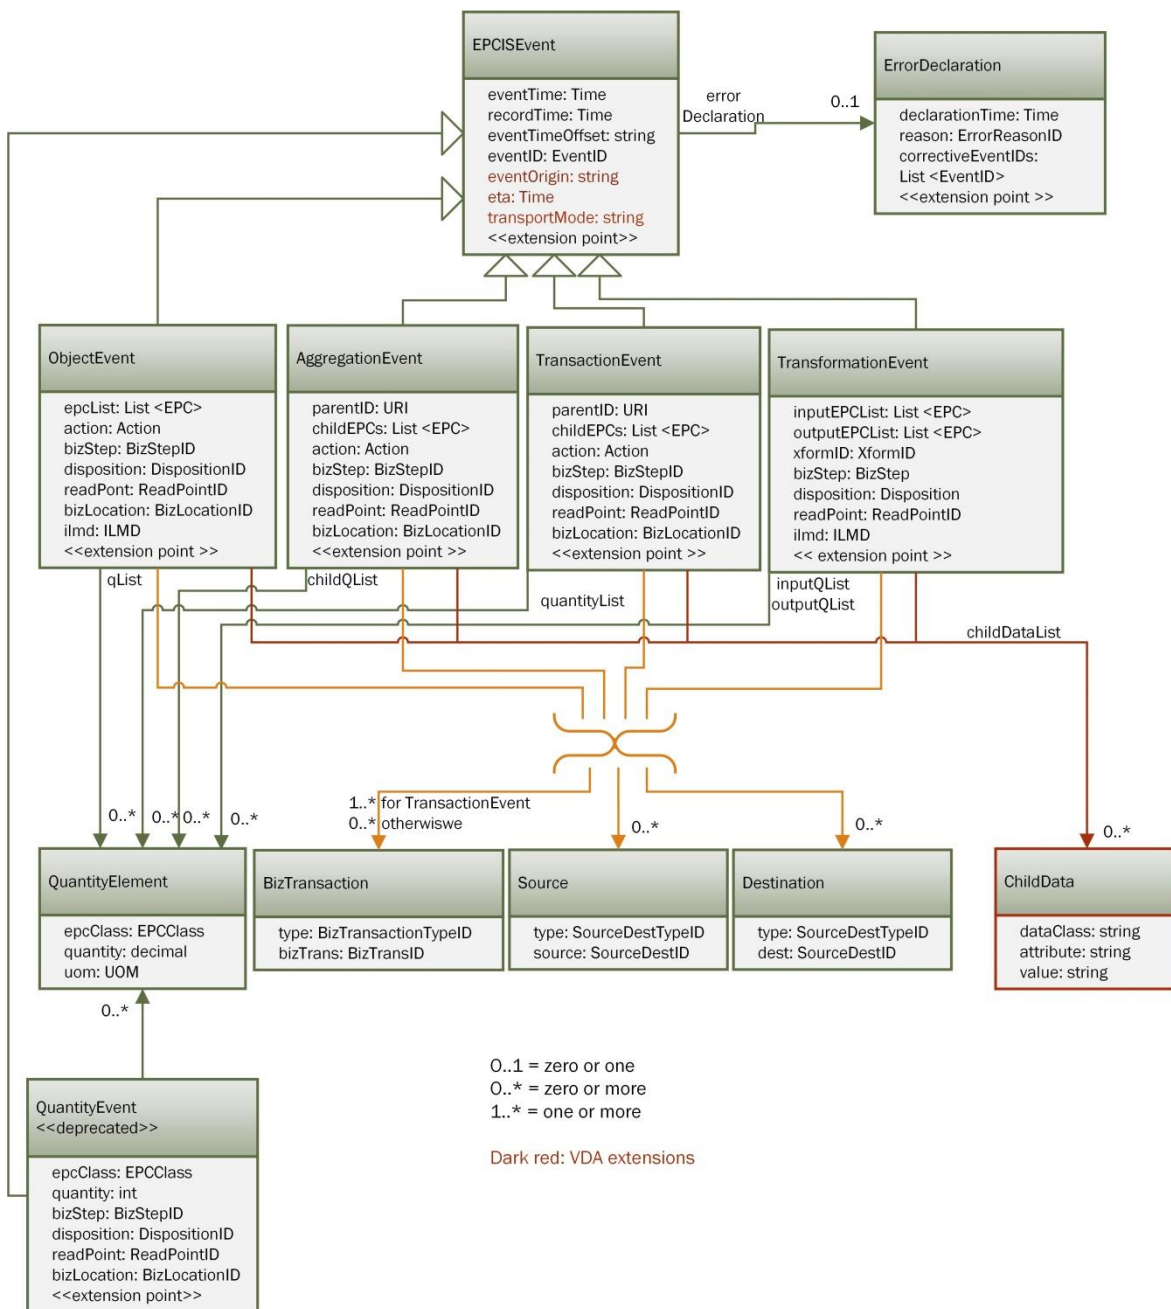 EPCISEvent
eventTime: Time
recordTime: Time
eventTimeOffset: string
eventID: EventID
eventOrigin: string
eta: Time
transportMode: string
<<extension point>>
error
Declaration
0..1
ErrorDeclaration
declarationTime: Time
reason: ErrorReasonID
correctiveEventIDs:
List <EventID>
<<extension point >>
ObjectEvent
epcList: List <EPC>
action: Action
bizStep: BizStepID
disposition: DispositionID
readPont: ReadPointID
bizLocation: BizLocationID
ilmd: ILMD
<<extension point >>
AggregationEvent
parentID: URI
childEPCs: List <EPC>
action: Action
bizStep: BizStepID
disposition: DispositionID
readPoint: ReadPointID
bizLocation: BizLocationID
<<extension point >>
TransactionEvent
parentID: URI
childEPCs: List <EPC>
action: Action
bizStep: BizStepID
disposition: DispositionID
readPoint: ReadPointID
bizLocation: BizLocationID
<<extension point >>
TransformationEvent
inputEPCList: List <EPC>
outputEPCList: List <EPC>
xformID: XformID
bizStep: BizStep
disposition: Disposition
readPoint: ReadPointID
ilmd: ILMD
<< extension point >>
qList
childQList
quantityList
inputQList
outputQList
childDataList
0..*
0..*
0..*
0..*
1..* for TransactionEvent
0..* otherwiswe
0..*
0..*
0..*
QuantityElement
epcClass: EPCClass
quantity: decimal
uom: UOM
BizTransaction
type: BizTransactionTypeID
bizTrans: BizTransID
Source
type: SourceDestTypeID
source: SourceDestID
Destination
type: SourceDestTypeID
dest: SourceDestID
ChildData
dataClass: string
attribute: string
value: string
0..*
QuantityEvent
<<deprecated>>
epcClass: EPCClass
quantity: int
bizStep: BizStepID
disposition: DispositionID
readPoint: ReadPointID
bizLocation: BizLocationID
<<extension point>>
0..1 = zero or one
0..* = zero or more
1..* = one or more
Dark red: VDA extensions